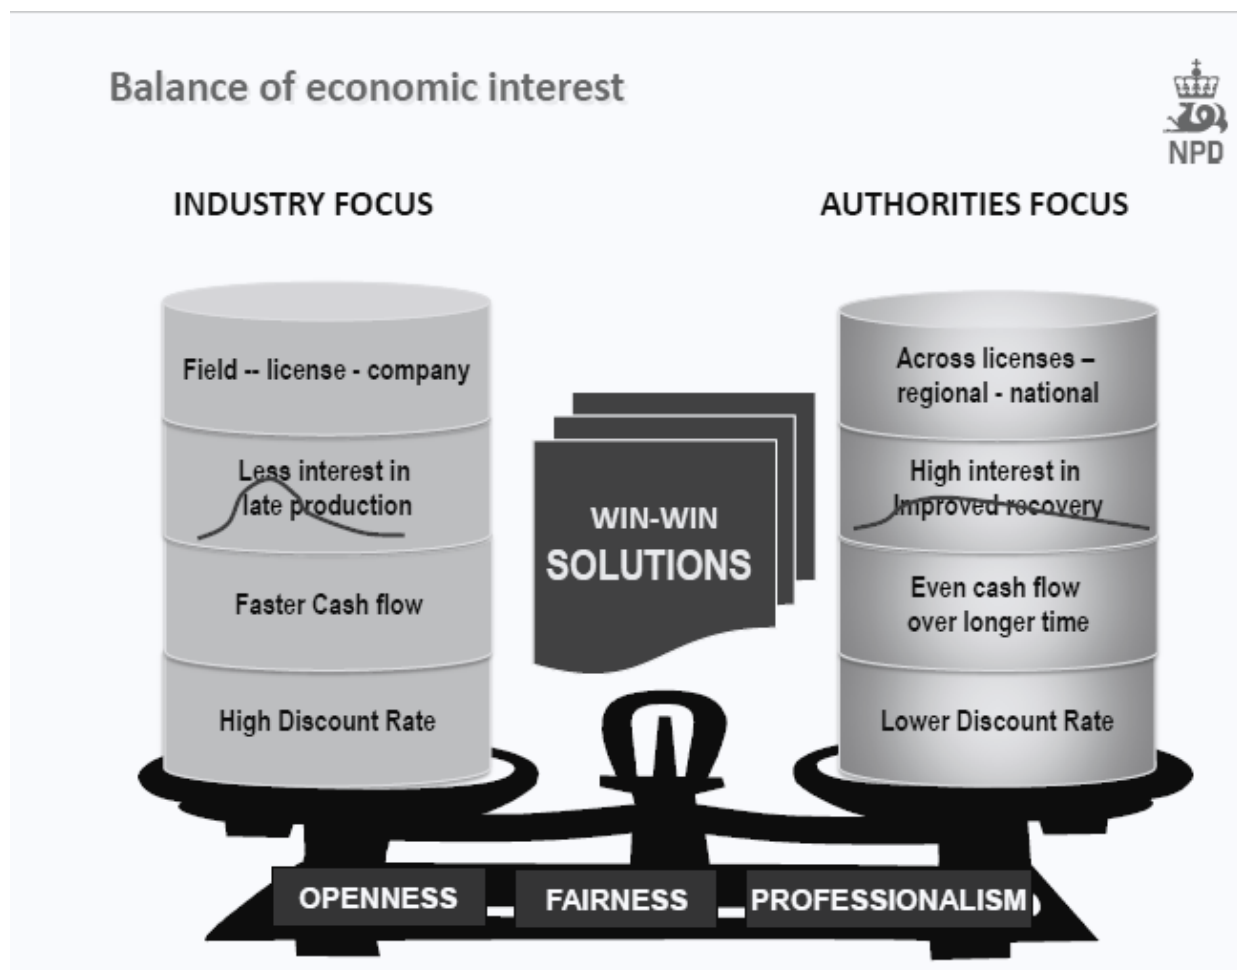 Balance of economic interest
NPD
INDUSTRY FOCUS
AUTHORITIES FOCUS
Field -- license - company
Less interest in
late production
Faster Cash flow
High Discount Rate
WIN-WIN
SOLUTIONS
Across licenses –
regional - national
High interest in
Improved recovery
Even cash flow
over longer time
Lower Discount Rate
OPENNESS
FAIRNESS
PROFESSIONALISM